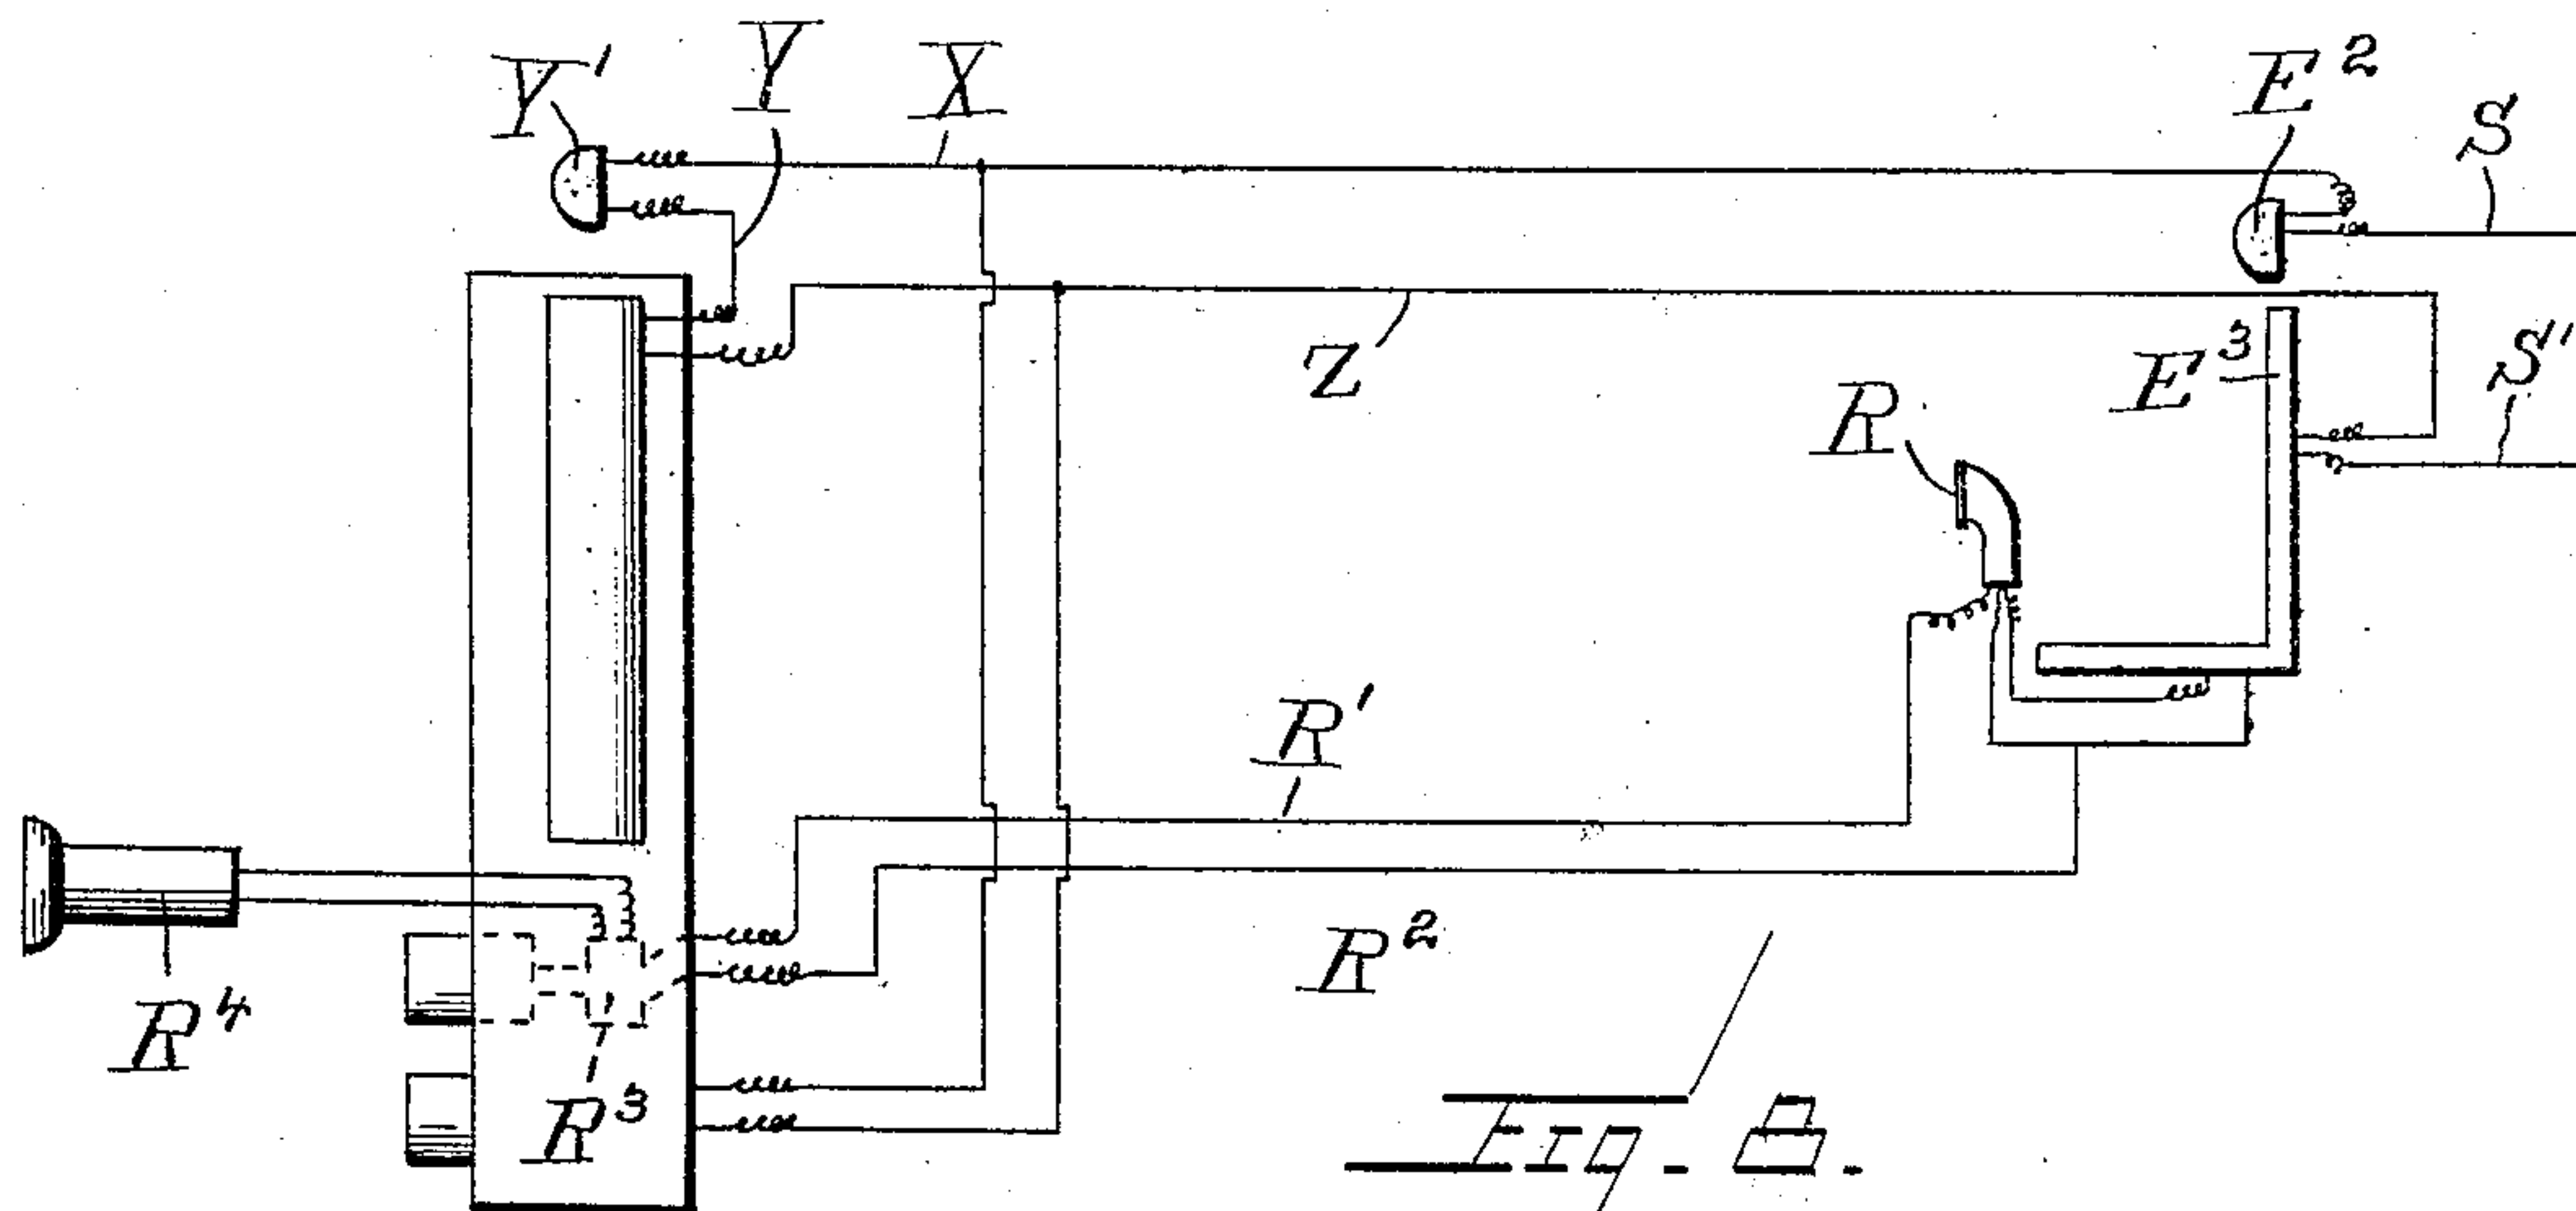 Y'
Y
X
E²
S
S'
Z
E³
R
R'
R²
R⁴
R³
Fig. 8.